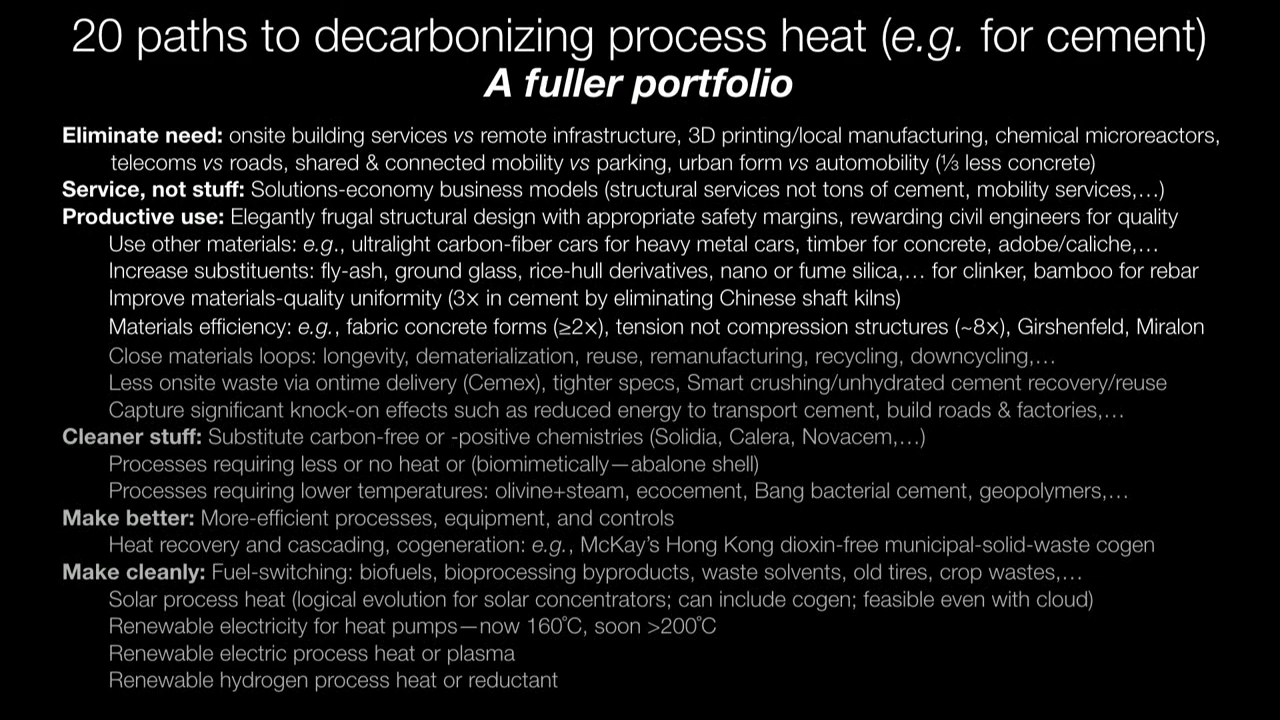 20 paths to decarbonizing process heat (e.g. for cement)
A fuller portfolio
Eliminate need: onsite building services vs remote infrastructure, 3D printing/local manufacturing, chemical microreactors,
telecoms vs roads, shared & connected mobility vs parking, urban form vs automobility (⅓ less concrete)
Service, not stuff: Solutions-economy business models (structural services not tons of cement, mobility services,…)
Productive use: Elegantly frugal structural design with appropriate safety margins, rewarding civil engineers for quality
Use other materials: e.g., ultralight carbon-fiber cars for heavy metal cars, timber for concrete, adobe/caliche,…
Increase substituents: fly-ash, ground glass, rice-hull derivatives, nano or fume silica,… for clinker, bamboo for rebar
Improve materials-quality uniformity (3× in cement by eliminating Chinese shaft kilns)
Materials efficiency: e.g., fabric concrete forms (≥2×), tension not compression structures (~8×), Girshenfeld, Miralon
Close materials loops: longevity, dematerialization, reuse, remanufacturing, recycling, downcycling,…
Less onsite waste via ontime delivery (Cemex), tighter specs, Smart crushing/unhydrated cement recovery/reuse
Capture significant knock-on effects such as reduced energy to transport cement, build roads & factories,…
Cleaner stuff: Substitute carbon-free or -positive chemistries (Solidia, Calera, Novacem,…)
Processes requiring less or no heat or (biomimetically—abalone shell)
Processes requiring lower temperatures: olivine+steam, ecocement, Bang bacterial cement, geopolymers,…
Make better: More-efficient processes, equipment, and controls
Heat recovery and cascading, cogeneration: e.g., McKay's Hong Kong dioxin-free municipal-solid-waste cogen
Make cleanly: Fuel-switching: biofuels, bioprocessing byproducts, waste solvents, old tires, crop wastes,…
Solar process heat (logical evolution for solar concentrators; can include cogen; feasible even with cloud)
Renewable electricity for heat pumps—now 160˚C, soon >200˚C
Renewable electric process heat or plasma
Renewable hydrogen process heat or reductant